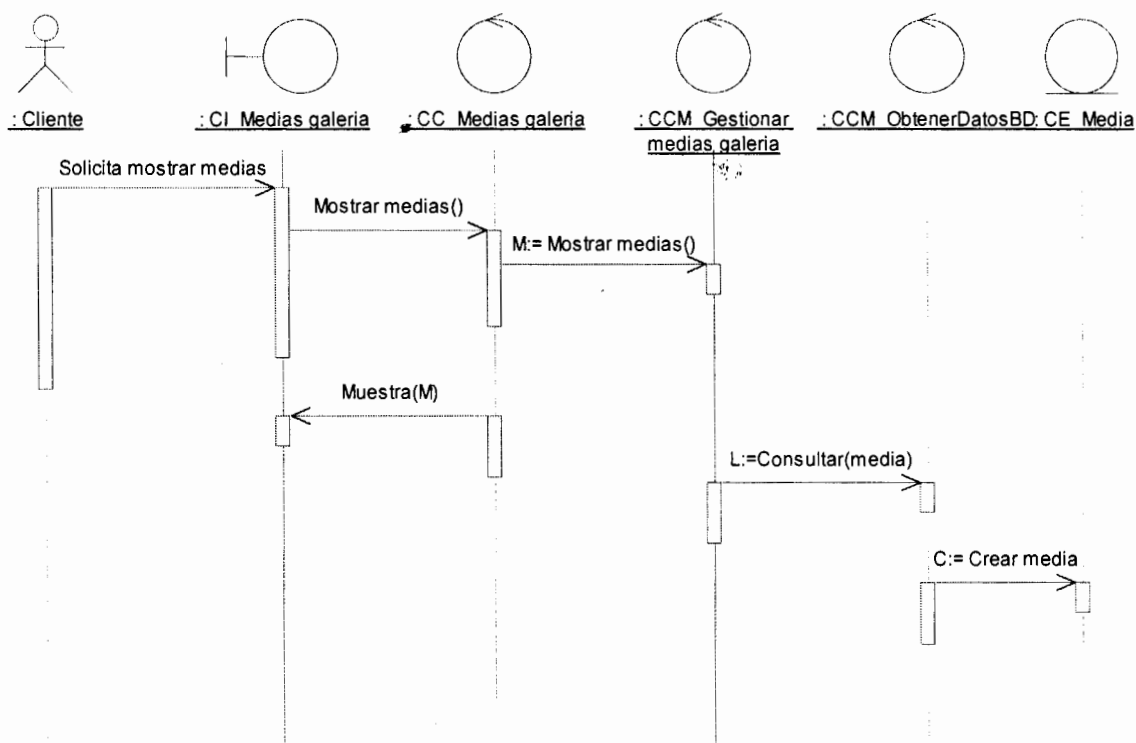 : Cliente
: CI_Medias galeria
: CC_Medias galeria
: CCM_Gestionar
medias galeria
: CCM_ObtenerDatosBD
: CE_Media
Solicita mostrar medias
Mostrar medias()
M:= Mostrar medias()
Muestra(M)
L:=Consultar(media)
C:= Crear media